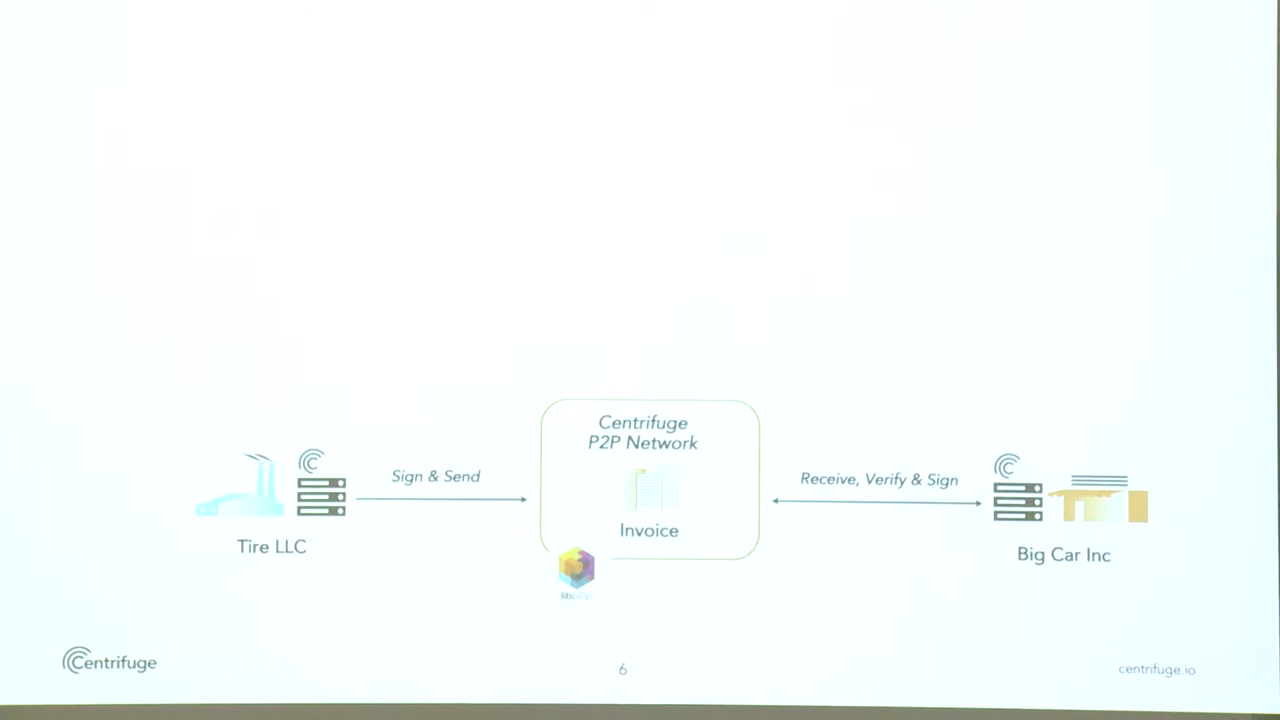 Centrifuge
P2P Network
Sign & Send
Receive, Verify & Sign
Invoice
Tire LLC
Big Car Inc
Centrifuge
6
centrifuge.io